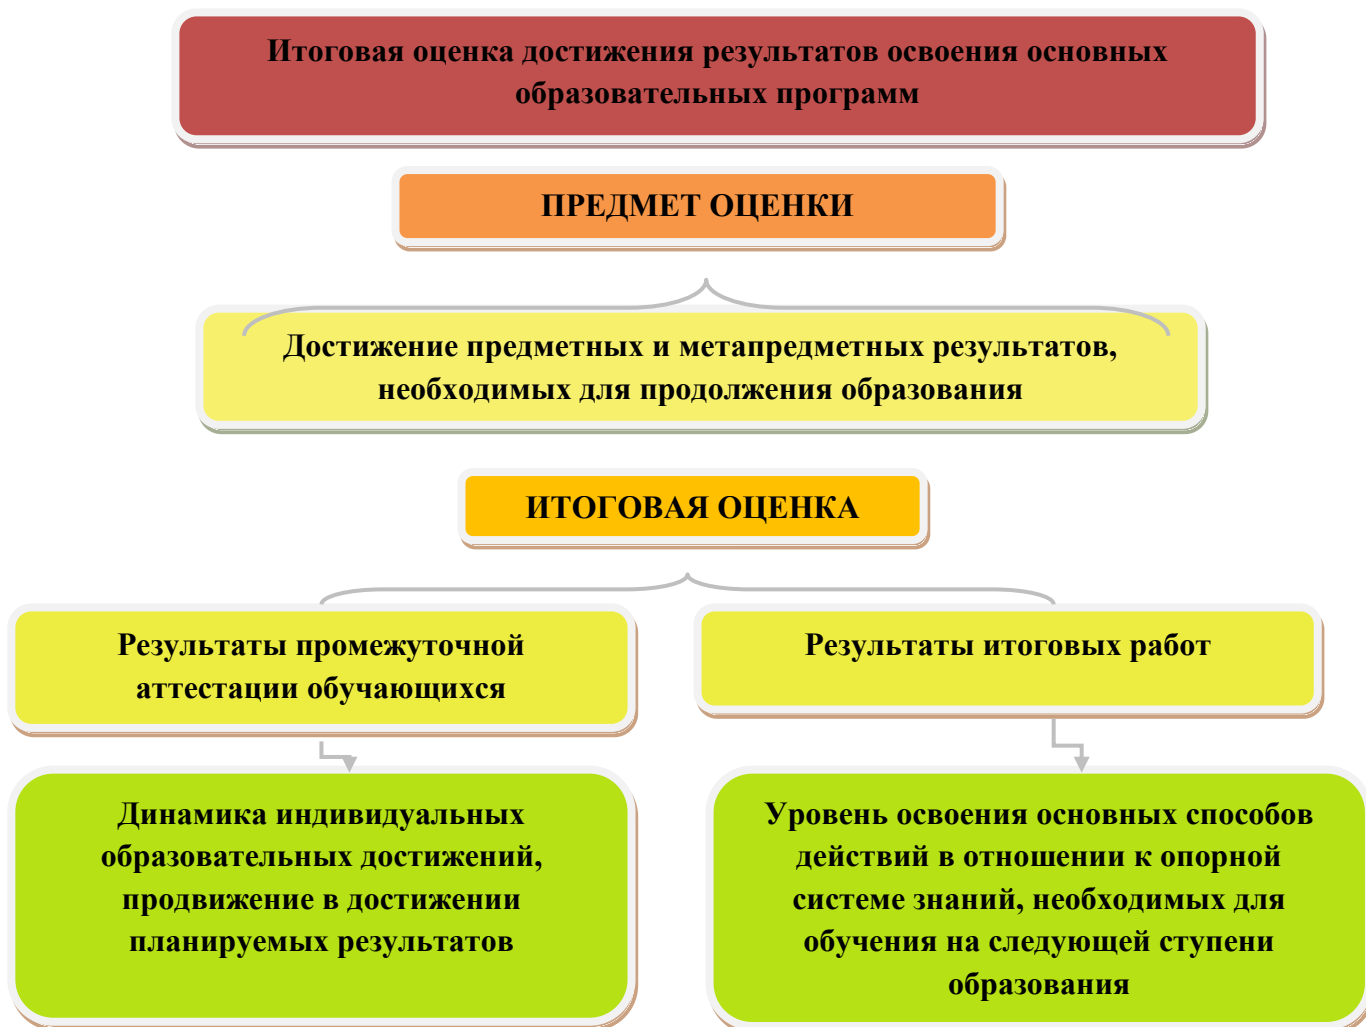 Итоговая оценка достижения результатов освоения основных
образовательных программ
ПРЕДМЕТ ОЦЕНКИ
Достижение предметных и метапредметных результатов,
необходимых для продолжения образования
ИТОГОВАЯ ОЦЕНКА
Результаты промежуточной
аттестации обучающихся
Результаты итоговых работ
Динамика индивидуальных
образовательных достижений,
продвижение в достижении
планируемых результатов
Уровень освоения основных способов
действий в отношении к опорной
системе знаний, необходимых для
обучения на следующей ступени
образования